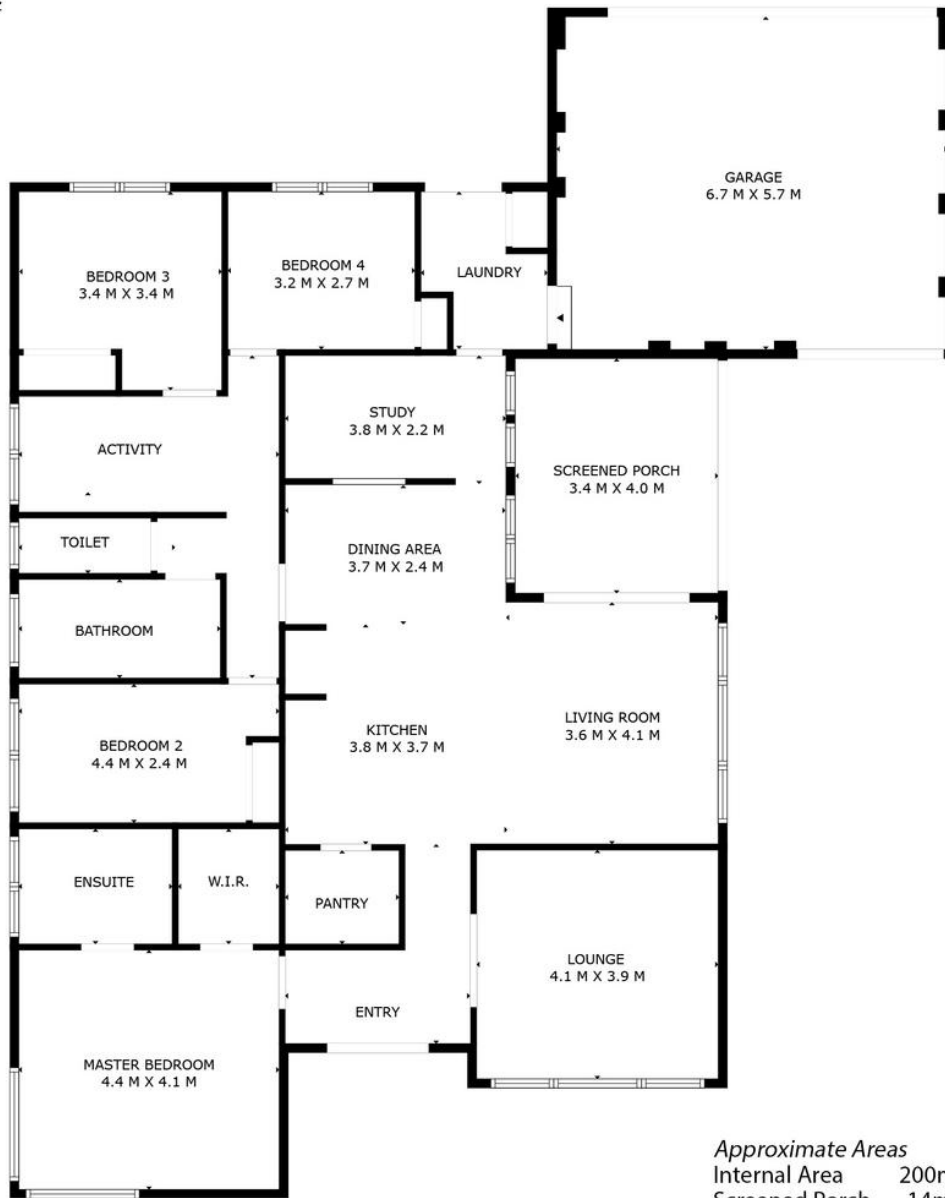 GARAGE
6.7 M X 5.7 M
BEDROOM 3
3.4 M X 3.4 M
BEDROOM 4
3.2 M X 2.7 M
LAUNDRY
STUDY
3.8 M X 2.2 M
ACTIVITY
SCREENED PORCH
3.4 M X 4.0 M
TOILET
DINING AREA
3.7 M X 2.4 M
BATHROOM
BEDROOM 2
4.4 M X 2.4 M
KITCHEN
3.8 M X 3.7 M
LIVING ROOM
3.6 M X 4.1 M
ENSUITE
W.I.R.
PANTRY
LOUNGE
4.1 M X 3.9 M
ENTRY
MASTER BEDROOM
4.4 M X 4.1 M
Approximate Areas
Internal Area 200m
Screened Porch 14m